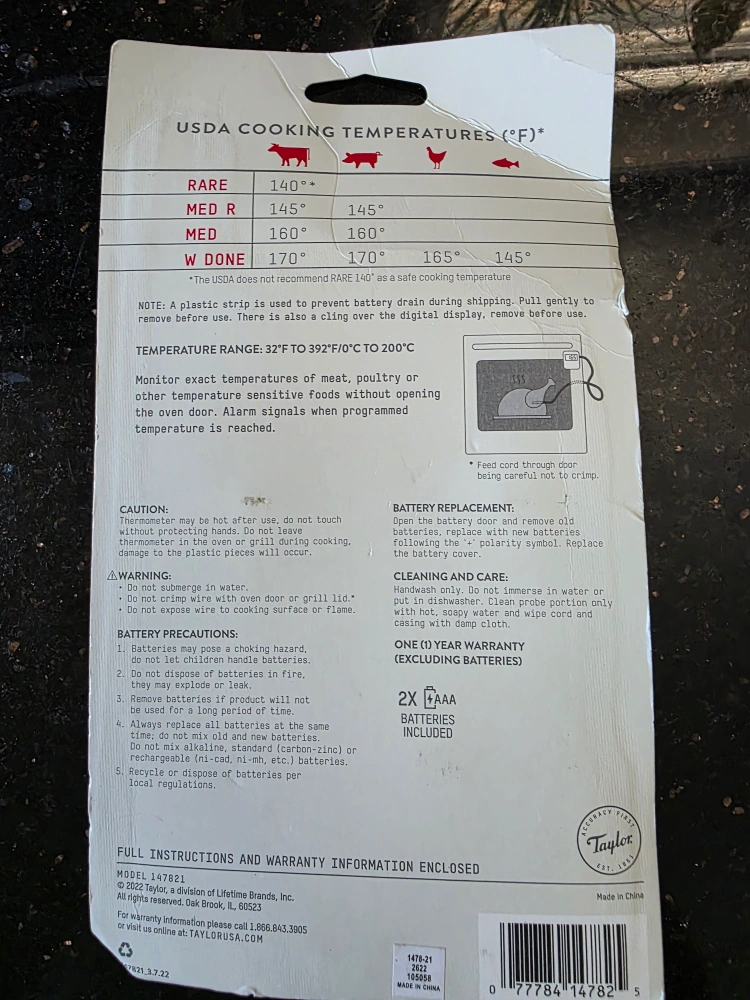 USDA COOKING TEMPERATURES (°F)*
RARE 140°*
MED R 145° 145°
MED 160° 160°
W DONE 170° 170° 165° 145°
*The USDA does not recommend RARE 140° as a safe cooking temperature
NOTE: A plastic strip is used to prevent battery drain during shipping. Pull gently to
remove before use. There is also a cling over the digital display, remove before use.
TEMPERATURE RANGE: 32°F TO 392°F/0°C TO 200°C
Monitor exact temperatures of meat, poultry or
other temperature sensitive foods without opening
the oven door. Alarm signals when programmed
temperature is reached.
165
* Feed cord through door
being careful not to crimp.
CAUTION:
Thermometer may be hot after use, do not touch
without protecting hands. Do not leave
thermometer in the oven or grill during cooking,
damage to the plastic pieces will occur.
⚠WARNING:
• Do not submerge in water.
• Do not crimp wire with oven door or grill lid.*
• Do not expose wire to cooking surface or flame.
BATTERY PRECAUTIONS:
1. Batteries may pose a choking hazard,
do not let children handle batteries.
2. Do not dispose of batteries in fire,
they may explode or leak.
3. Remove batteries if product will not
be used for a long period of time.
4. Always replace all batteries at the same
time; do not mix old and new batteries.
Do not mix alkaline, standard (carbon-zinc) or
rechargeable (ni-cad, ni-mh, etc.) batteries.
5. Recycle or dispose of batteries per
local regulations.
BATTERY REPLACEMENT:
Open the battery door and remove old
batteries, replace with new batteries
following the '+' polarity symbol. Replace
the battery cover.
CLEANING AND CARE:
Handwash only. Do not immerse in water or
put in dishwasher. Clean probe portion only
with hot, soapy water and wipe cord and
casing with damp cloth.
ONE (1) YEAR WARRANTY
(EXCLUDING BATTERIES)
2X AAA
BATTERIES
INCLUDED
ACCURACY FIRST
Taylor
EST. 1851
FULL INSTRUCTIONS AND WARRANTY INFORMATION ENCLOSED
MODEL 147821
© 2022 Taylor, a division of Lifetime Brands, Inc.
All rights reserved. Oak Brook, IL, 60523
Made in China
For warranty information please call 1.866.843.3905
or visit us online at: TAYLORUSA.COM
7821_3.7.22
1478-21
2622
105058
MADE IN CHINA
0 77784 14782 5